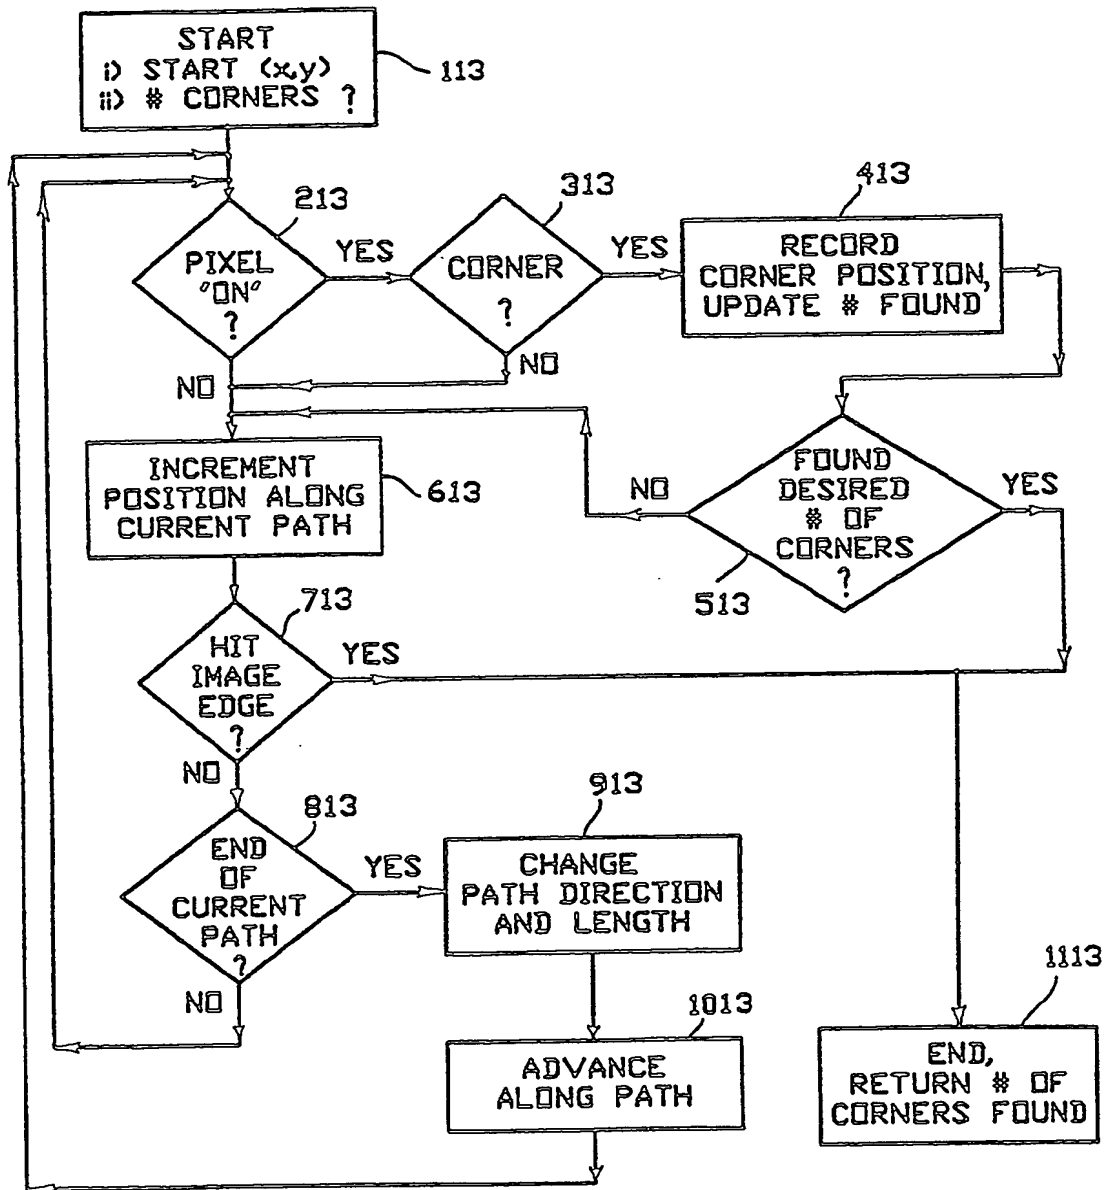 START
i) START (x,y)
ii) # CORNERS ?
113
213
PIXEL
"ON"
?
YES
NO
313
CORNER
?
YES
NO
413
RECORD
CORNER POSITION,
UPDATE # FOUND
FOUND
DESIRED
# OF
CORNERS
?
NO
YES
513
INCREMENT
POSITION ALONG
CURRENT PATH
613
713
HIT
IMAGE
EDGE
?
YES
NO
813
END
OF
CURRENT
PATH
?
YES
NO
913
CHANGE
PATH DIRECTION
AND LENGTH
1013
ADVANCE
ALONG PATH
1113
END,
RETURN # OF
CORNERS FOUND